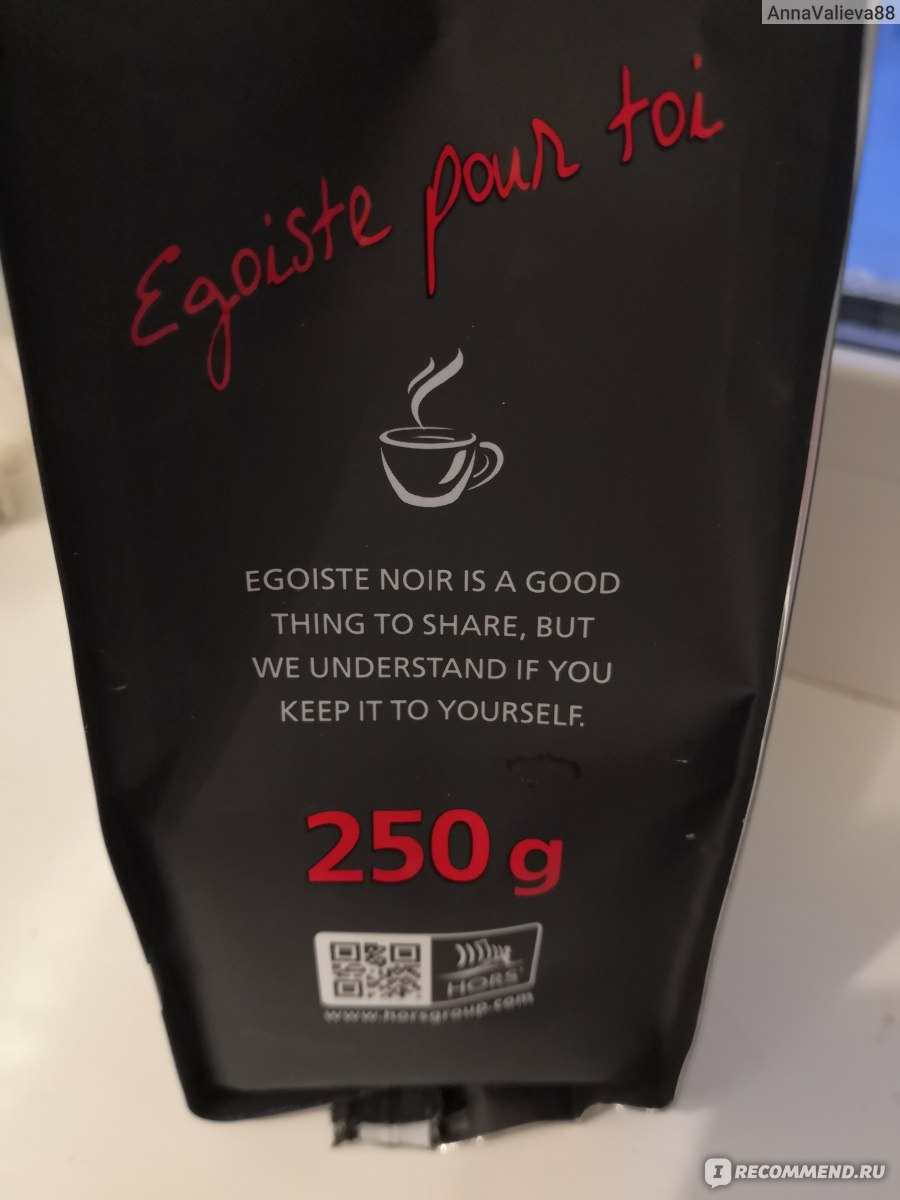 AnnaValieva88
Egoiste pour toi
EGOISTE NOIR IS A GOOD
THING TO SHARE, BUT
WE UNDERSTAND IF YOU
KEEP IT TO YOURSELF.
250 g
HORS
www.horsgroup.com
IRECOMMEND.RU